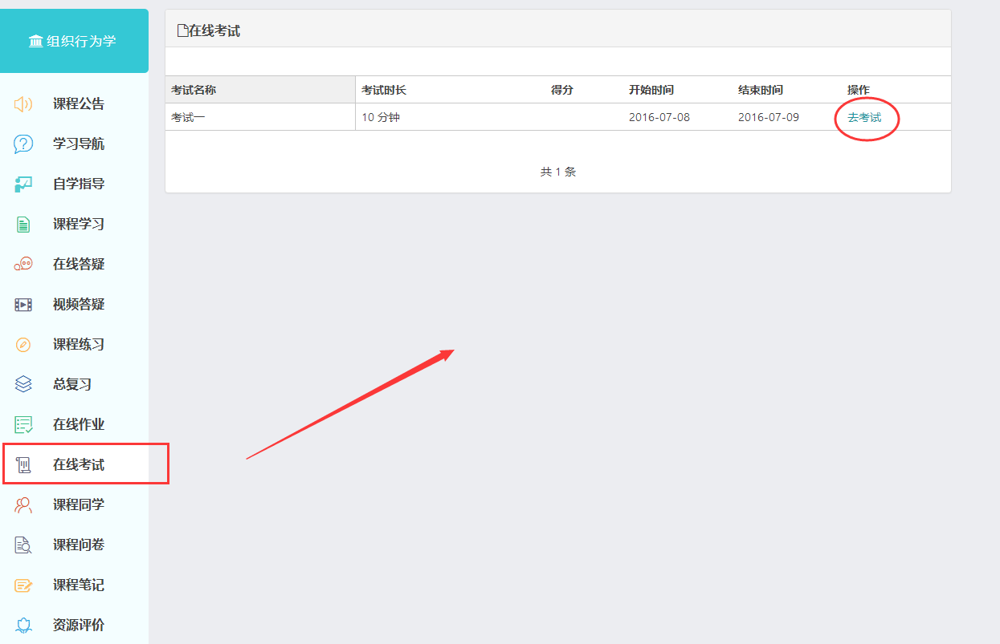 组织行为学
课程公告
学习导航
自学指导
课程学习
在线答疑
视频答疑
课程练习
总复习
在线作业
在线考试
课程同学
课程问卷
课程笔记
资源评价
在线考试
考试名称 考试时长 得分 开始时间 结束时间 操作
考试一 10 分钟 2016-07-08 2016-07-09 去考试
共 1 条